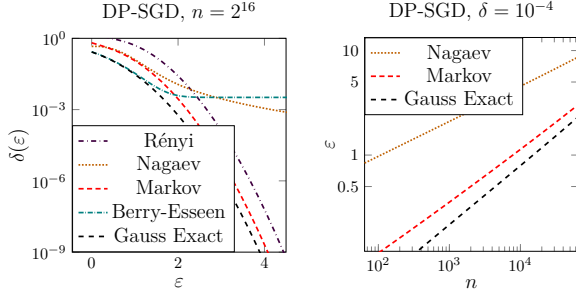 DP-SGD, n = 2^16
10^0
10^−3
10^−6
10^−9
δ(ε)
Rényi
Nagaev
Markov
Berry-Esseen
Gauss Exact
0
2
4
ε
DP-SGD, δ = 10^−4
10
1
0.5
ε
Nagaev
Markov
Gauss Exact
10^2
10^3
10^4
n